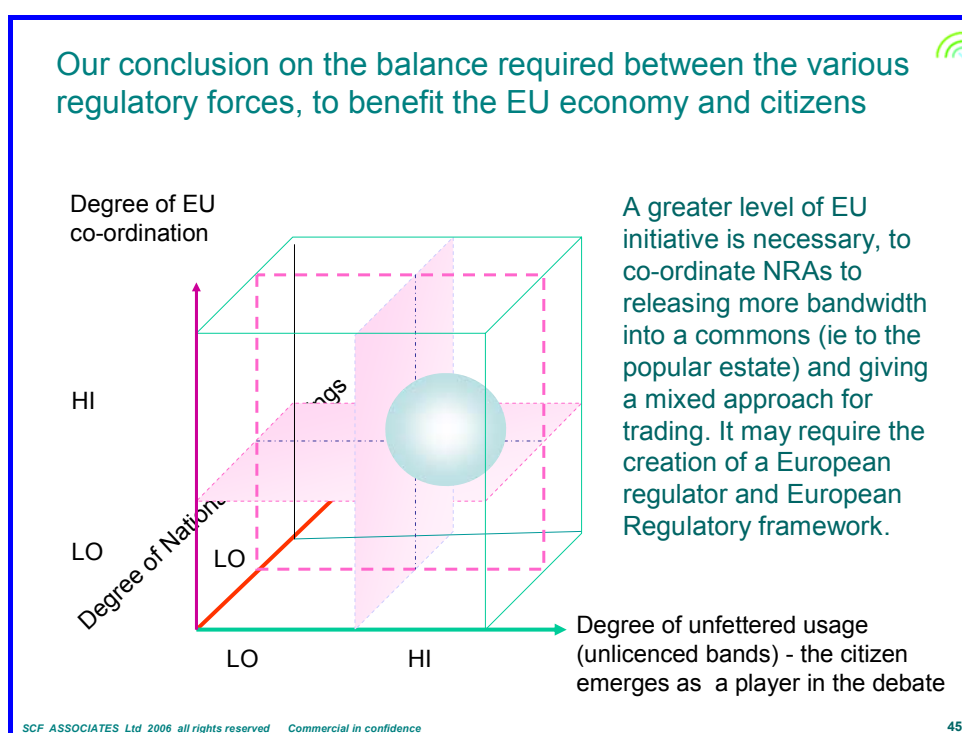 Our conclusion on the balance required between the various
regulatory forces, to benefit the EU economy and citizens
Degree of EU
co-ordination
HI
LO
Degree of
LO
LO
HI
A greater level of EU
initiative is necessary, to
co-ordinate NRAs to
releasing more bandwidth
into a commons (ie to the
popular estate) and giving
a mixed approach for
trading. It may require the
creation of a European
regulator and European
Regulatory framework.
Degree of unfettered usage
(unlicenced bands) - the citizen
emerges as a player in the debate
SCF ASSOCIATES Ltd 2006 all rights reserved Commercial in confidence
45